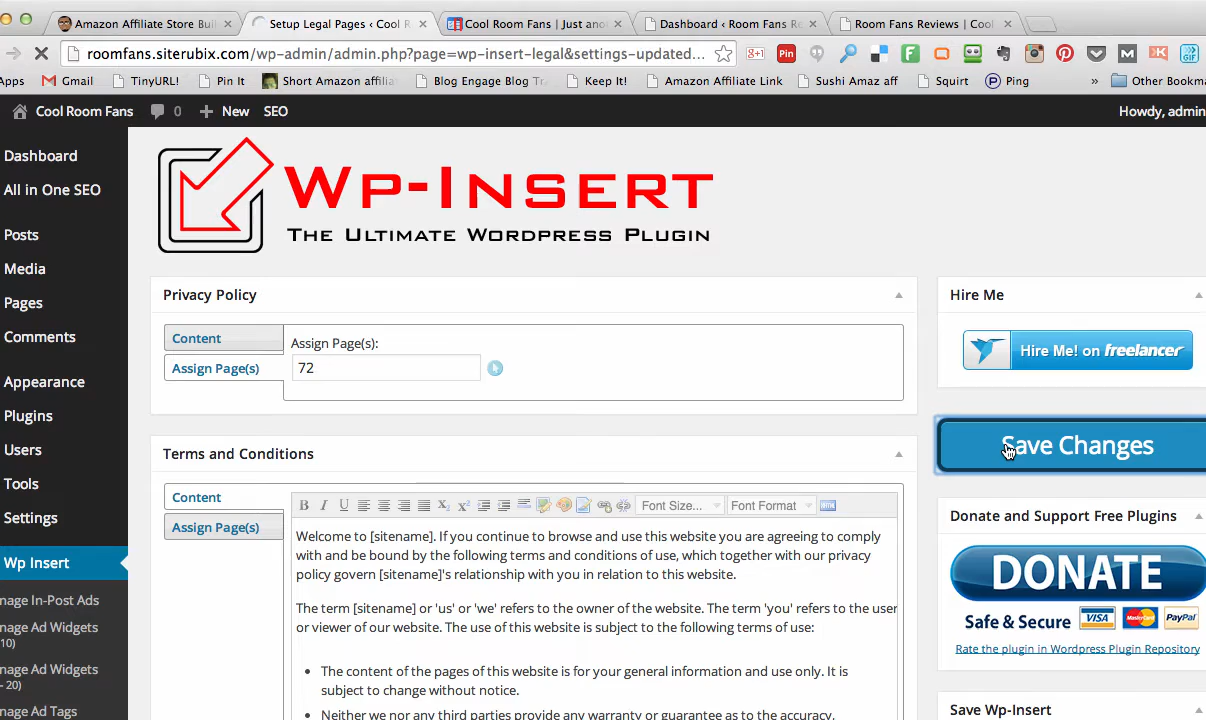 Amazon Affiliate Store Buil
Setup Legal Pages ‹ Cool R
Cool Room Fans | Just ano
Dashboard ‹ Room Fans Re
Room Fans Reviews | Cool
roomfans.siterubix.com/wp-admin/admin.php?page=wp-insert-legal&settings-updated...
Apps
Gmail
TinyURL!
Pin It
Short Amazon affilia
Blog Engage Blog Tr
Keep It!
Amazon Affiliate Link
Sushi Amaz aff
Squirt
Ping
»
Other Bookma
Cool Room Fans
0
New
SEO
Howdy, admin
Dashboard
All in One SEO
Posts
Media
Pages
Comments
Appearance
Plugins
Users
Tools
Settings
Wp Insert
nage In-Post Ads
nage Ad Widgets
10)
nage Ad Widgets
- 20)
nage Ad Tags
Wp-Insert
The Ultimate Wordpress Plugin
Privacy Policy
Content
Assign Page(s)
Assign Page(s):
72
Terms and Conditions
Content
Assign Page(s)
B I U
Font Size...
Font Format
Welcome to [sitename]. If you continue to browse and use this website you are agreeing to comply
with and be bound by the following terms and conditions of use, which together with our privacy
policy govern [sitename]'s relationship with you in relation to this website.
The term [sitename] or 'us' or 'we' refers to the owner of the website. The term 'you' refers to the user
or viewer of our website. The use of this website is subject to the following terms of use:
• The content of the pages of this website is for your general information and use only. It is
subject to change without notice.
• Neither we nor any third parties provide any warranty or guarantee as to the accuracy,
Hire Me
Hire Me! on freelancer
Save Changes
Donate and Support Free Plugins
DONATE
Safe & Secure
VISA
MasterCard
PayPal
Rate the plugin in Wordpress Plugin Repository
Save Wp-Insert